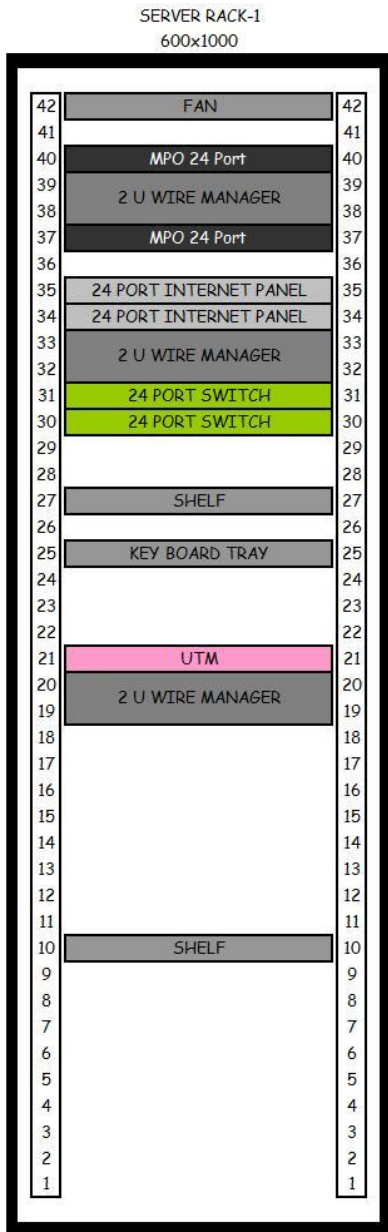 SERVER RACK-1
600x1000
42 FAN 42
41 41
40 MPO 24 Port 40
39 39
2 U WIRE MANAGER
38 38
37 MPO 24 Port 37
36 36
35 24 PORT INTERNET PANEL 35
34 24 PORT INTERNET PANEL 34
33 33
2 U WIRE MANAGER
32 32
31 24 PORT SWITCH 31
30 24 PORT SWITCH 30
29 29
28 28
27 SHELF 27
26 26
25 KEY BOARD TRAY 25
24 24
23 23
22 22
21 UTM 21
20 20
2 U WIRE MANAGER
19 19
18 18
17 17
16 16
15 15
14 14
13 13
12 12
11 11
10 SHELF 10
9 9
8 8
7 7
6 6
5 5
4 4
3 3
2 2
1 1